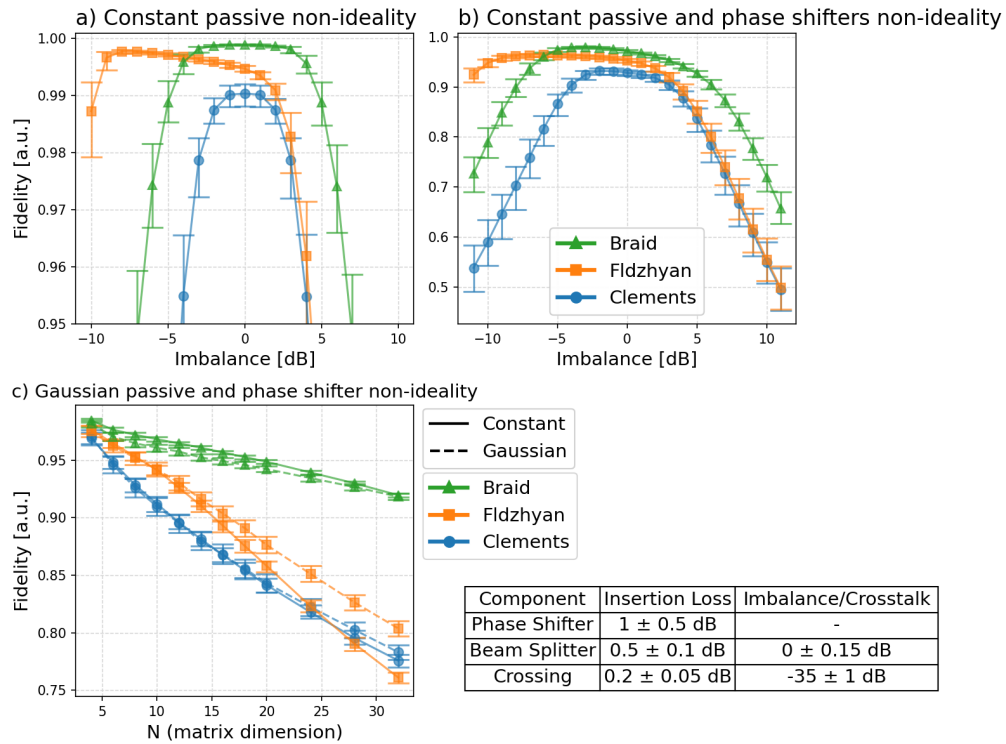 a) Constant passive non-ideality
1.00
0.99
0.98
0.97
0.96
0.95
Fidelity [a.u.]
−10
−5
0
5
10
Imbalance [dB]
b) Constant passive and phase shifters non-ideality
1.0
0.9
0.8
0.7
0.6
0.5
Braid
Fldzhyan
Clements
−10
−5
0
5
10
Imbalance [dB]
c) Gaussian passive and phase shifter non-ideality
0.95
0.90
0.85
0.80
0.75
Fidelity [a.u.]
5
10
15
20
25
30
N (matrix dimension)
Constant
Gaussian
Braid
Fldzhyan
Clements
Component Insertion Loss Imbalance/Crosstalk
Phase Shifter 1 ± 0.5 dB -
Beam Splitter 0.5 ± 0.1 dB 0 ± 0.15 dB
Crossing 0.2 ± 0.05 dB -35 ± 1 dB